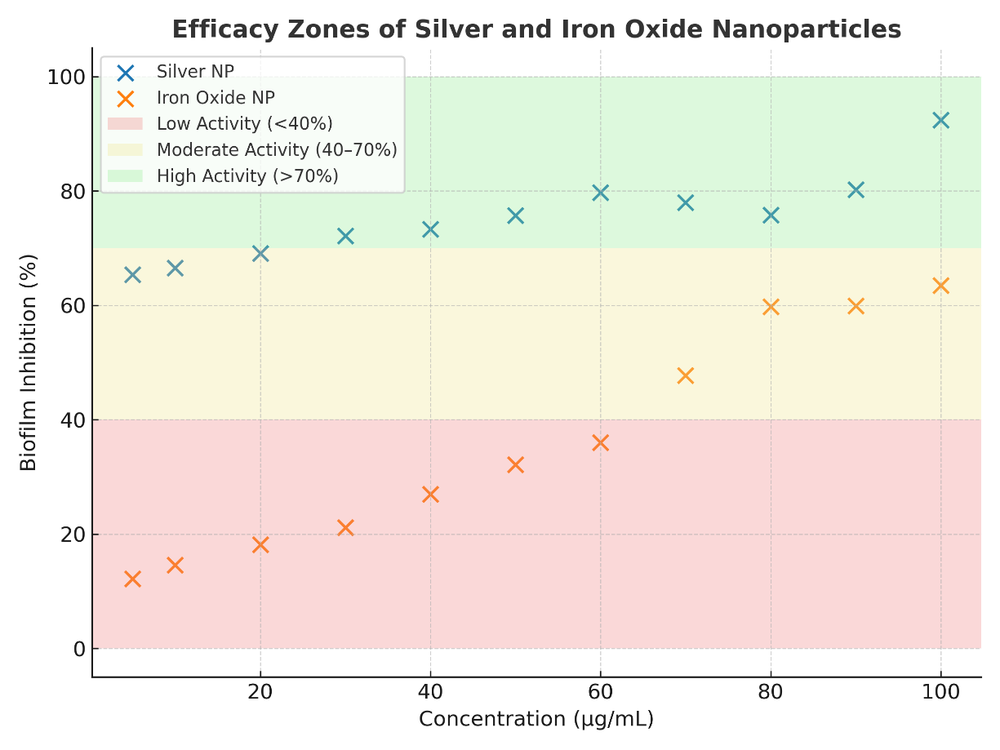 Efficacy Zones of Silver and Iron Oxide Nanoparticles
Silver NP
Iron Oxide NP
Low Activity (<40%)
Moderate Activity (40–70%)
High Activity (>70%)
100
80
60
40
20
0
Biofilm Inhibition (%)
20 40 60 80 100
Concentration (µg/mL)